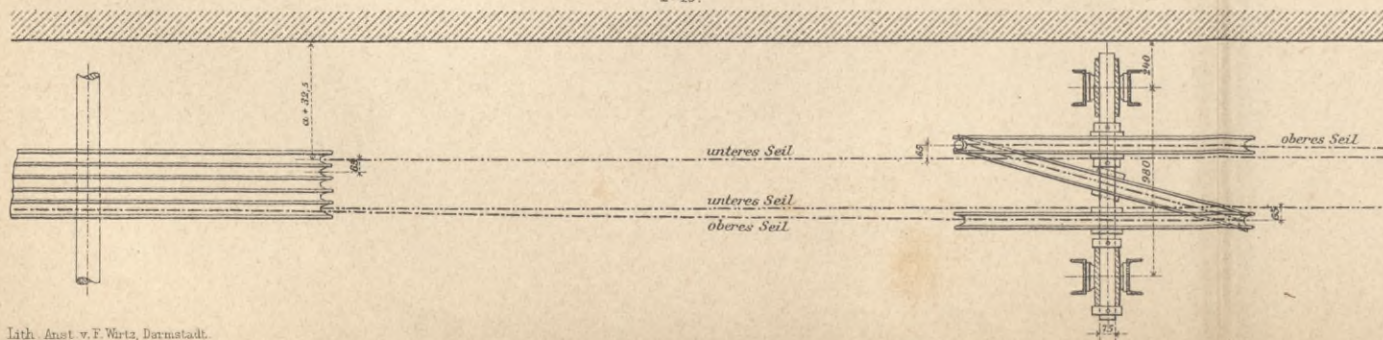 a + 32,5
65
unteres Seil
unteres Seil
oberes Seil
65
240
980
oberes Seil
65
75
Lith. Anst. v. F. Wirtz, Darmstadt.